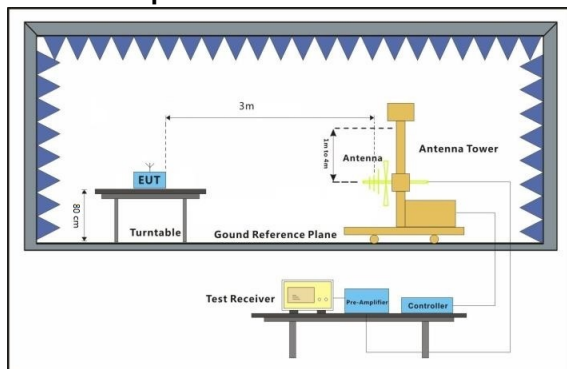 3m
1m to 4m
Antenna
Antenna Tower
EUT
80 cm
Turntable
Gound Reference Plane
Test Receiver
Pre-Amplifier
Controller